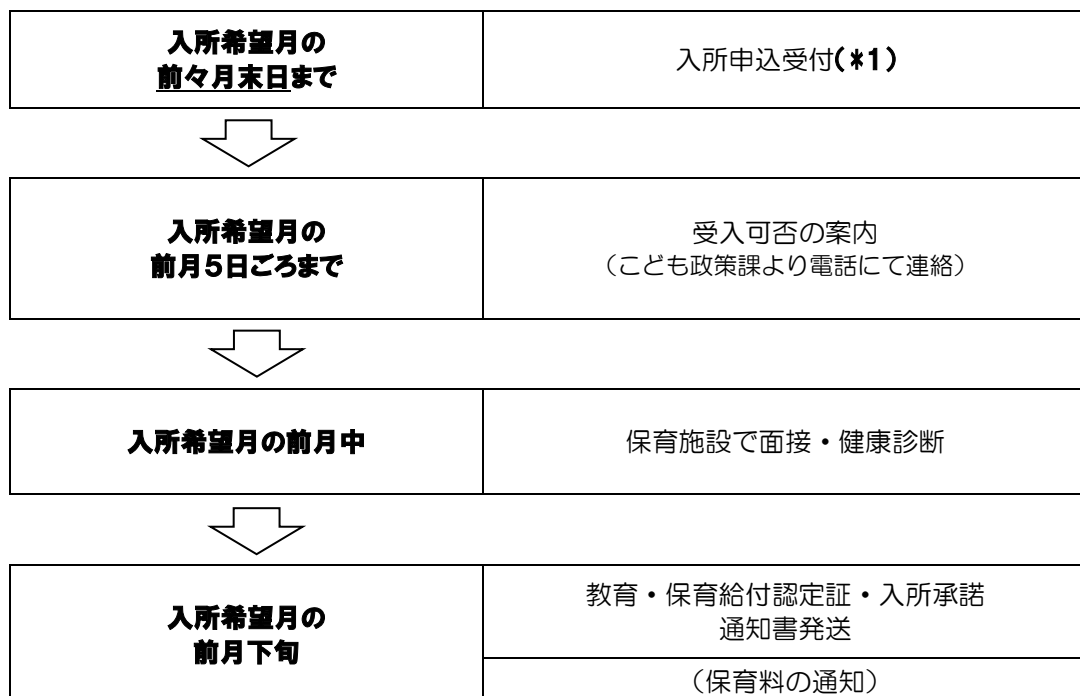 入所希望月の
前々月末日まで
入所申込受付(*1)
入所希望月の
前月5日ごろまで
受入可否の案内
(こども政策課より電話にて連絡)
入所希望月の前月中
保育施設で面接・健康診断
入所希望月の
前月下旬
教育・保育給付認定証・入所承諾
通知書発送
(保育料の通知)